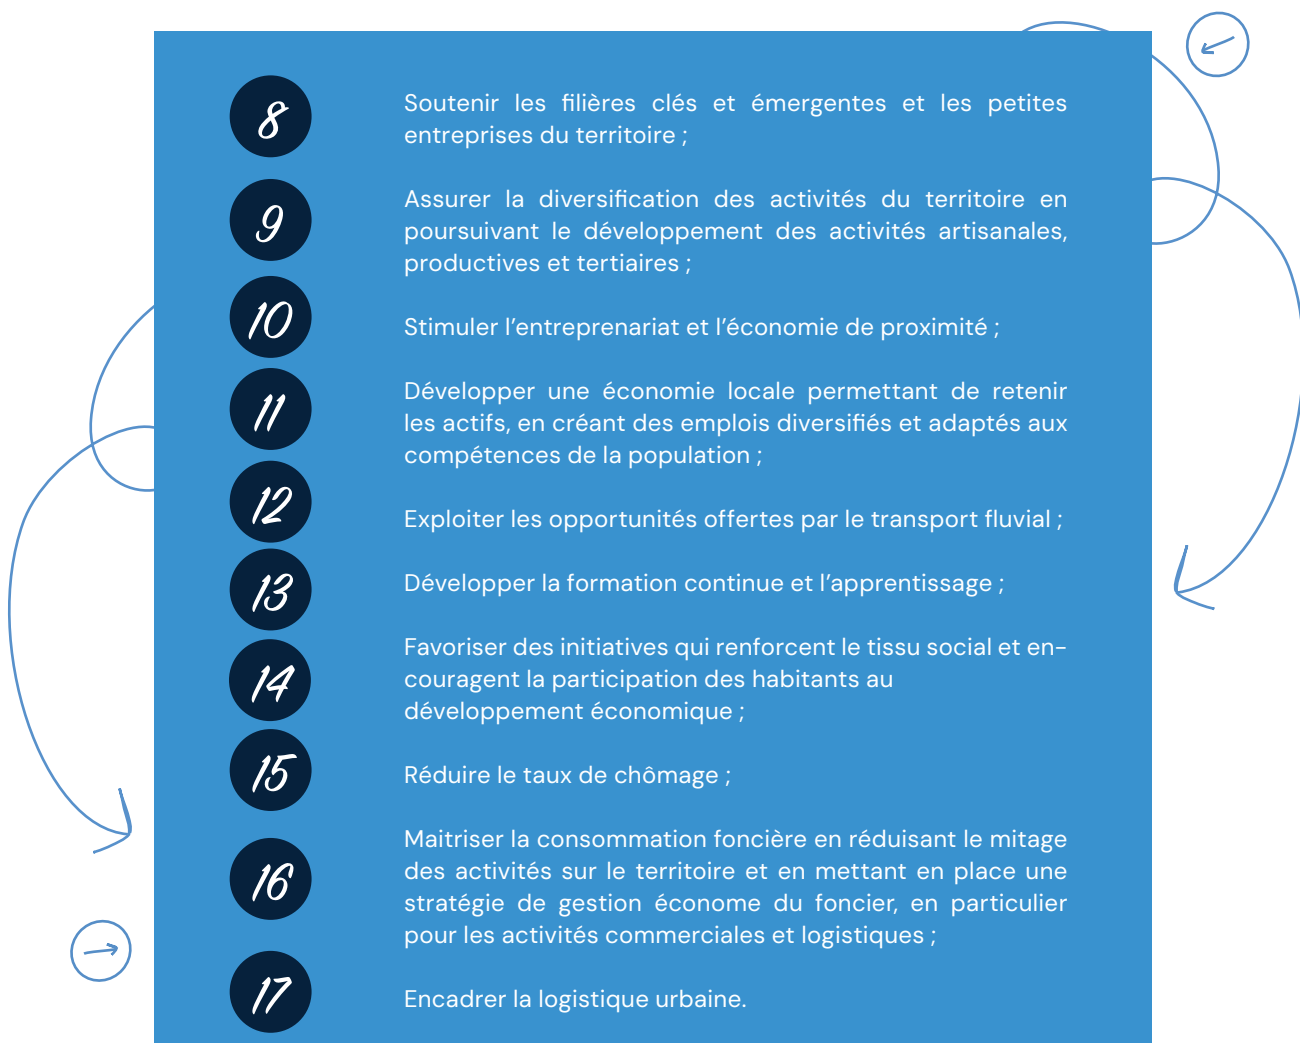 8
Soutenir les filières clés et émergentes et les petites
entreprises du territoire ;
9
Assurer la diversification des activités du territoire en
poursuivant le développement des activités artisanales,
productives et tertiaires ;
10
Stimuler l’entreprenariat et l’économie de proximité ;
11
Développer une économie locale permettant de retenir
les actifs, en créant des emplois diversifiés et adaptés aux
compétences de la population ;
12
Exploiter les opportunités offertes par le transport fluvial ;
13
Développer la formation continue et l’apprentissage ;
14
Favoriser des initiatives qui renforcent le tissu social et en-
couragent la participation des habitants au
développement économique ;
15
Réduire le taux de chômage ;
16
Maitriser la consommation foncière en réduisant le mitage
des activités sur le territoire et en mettant en place une
stratégie de gestion économe du foncier, en particulier
pour les activités commerciales et logistiques ;
17
Encadrer la logistique urbaine.